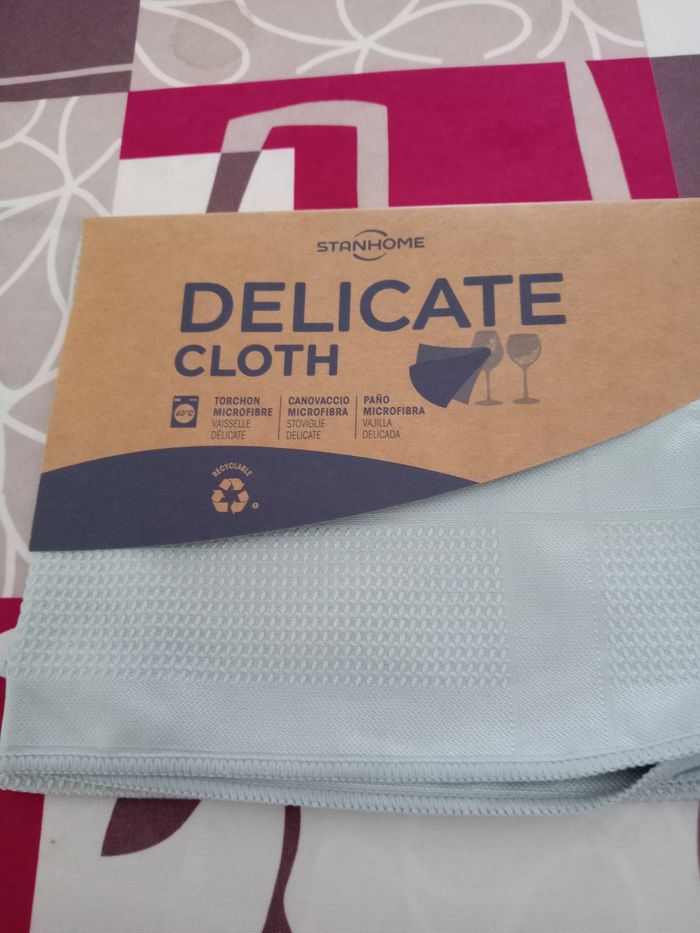 STANHOME
DELICATE
CLOTH
60°C
TORCHON
MICROFIBRE
VAISSELLE
DÉLICATE
CANOVACCIO
MICROFIBRA
STOVIGLIE
DELICATE
PAÑO
MICROFIBRA
VAJILLA
DELICADA
RECYCLABLE